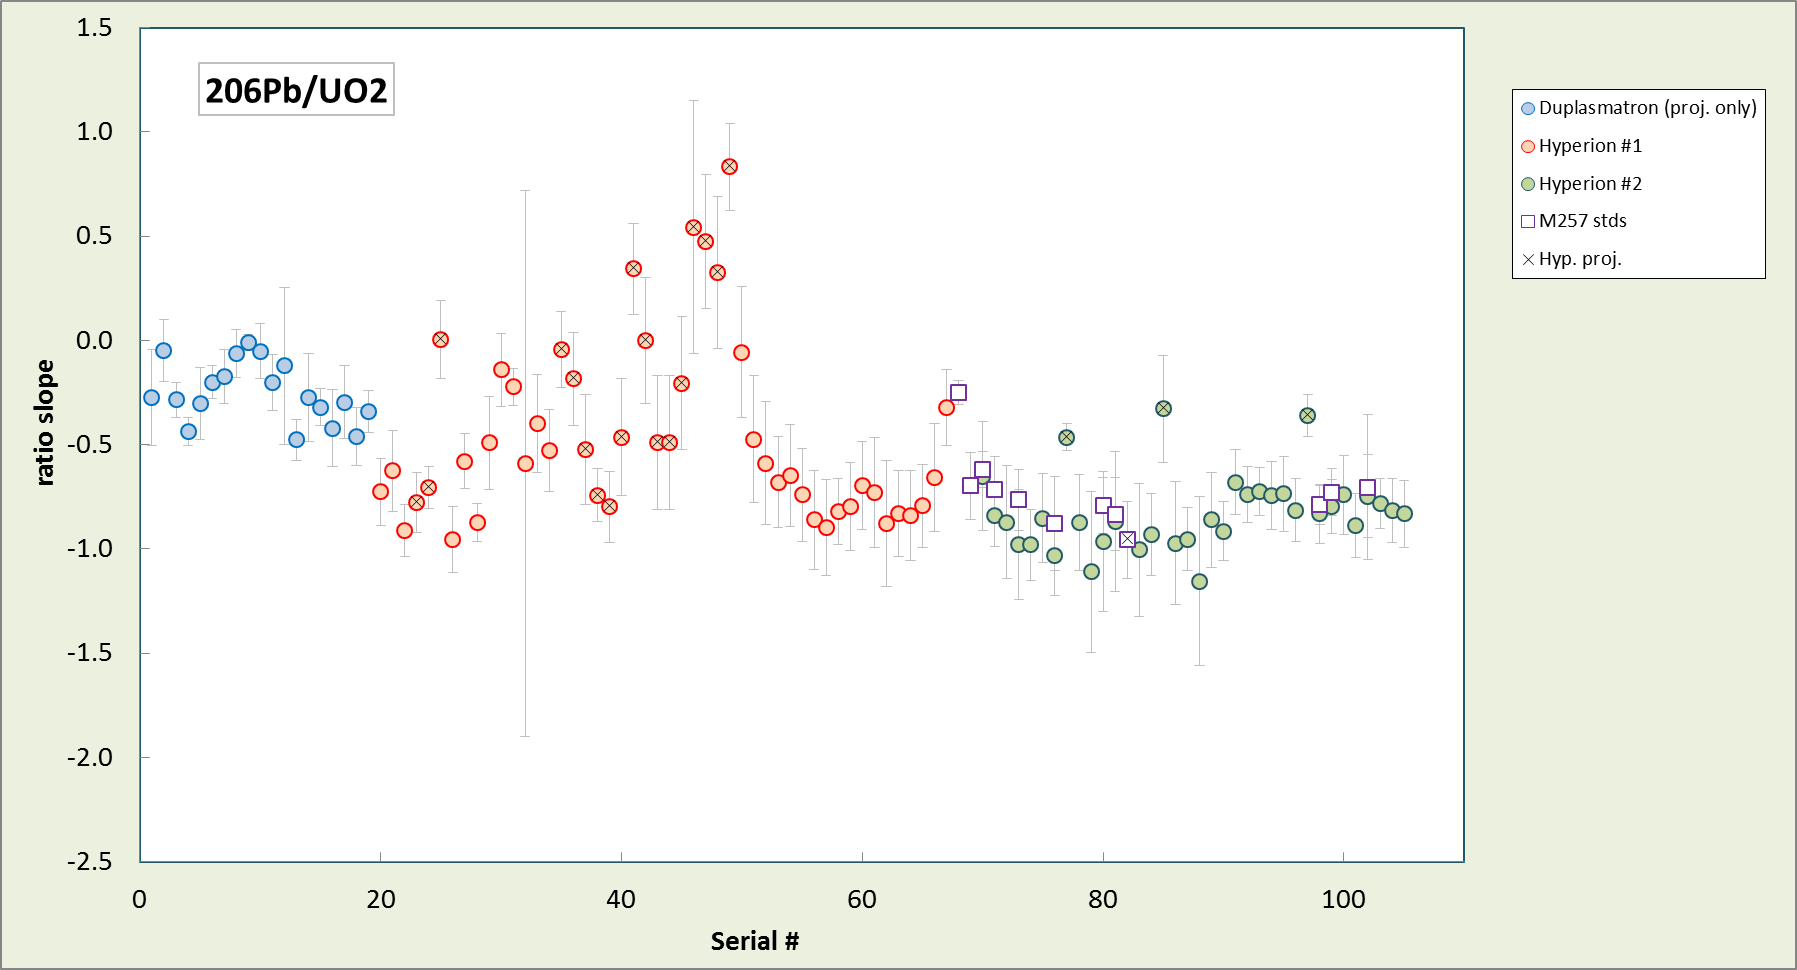 206Pb/UO2
1.5
1.0
0.5
0.0
-0.5
-1.0
-1.5
-2.0
-2.5
ratio slope
0
20
40
60
80
100
Serial #
Duplasmatron (proj. only)
Hyperion #1
Hyperion #2
M257 stds
Hyp. proj.